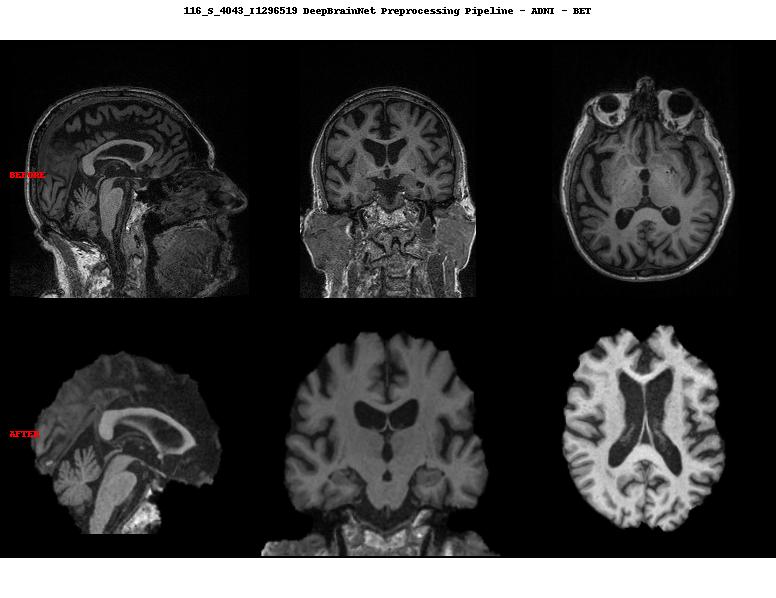 116_S_4043_I1296519 DeepBrainNet Preprocessing Pipeline - ADNI - BET
BEFORE
AFTER